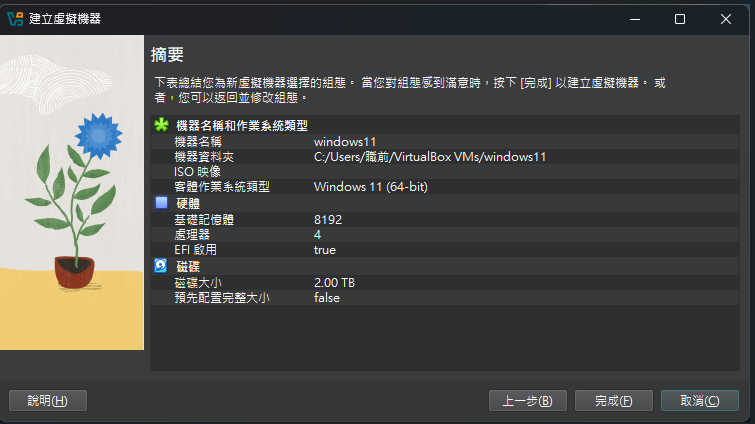 建立虛擬機器
摘要
下表總結您為新虛擬機器選擇的組態。 當您對組態感到滿意時，按下 [完成] 以建立虛擬機器。 或
者，您可以返回並修改組態。
機器名稱和作業系統類型
機器名稱 windows11
機器資料夾 C:/Users/職前/VirtualBox VMs/windows11
ISO 映像
客體作業系統類型 Windows 11 (64-bit)
硬體
基礎記憶體 8192
處理器 4
EFI 啟用 true
磁碟
磁碟大小 2.00 TB
預先配置完整大小 false
說明(H) 上一步(B) 完成(F) 取消(C)